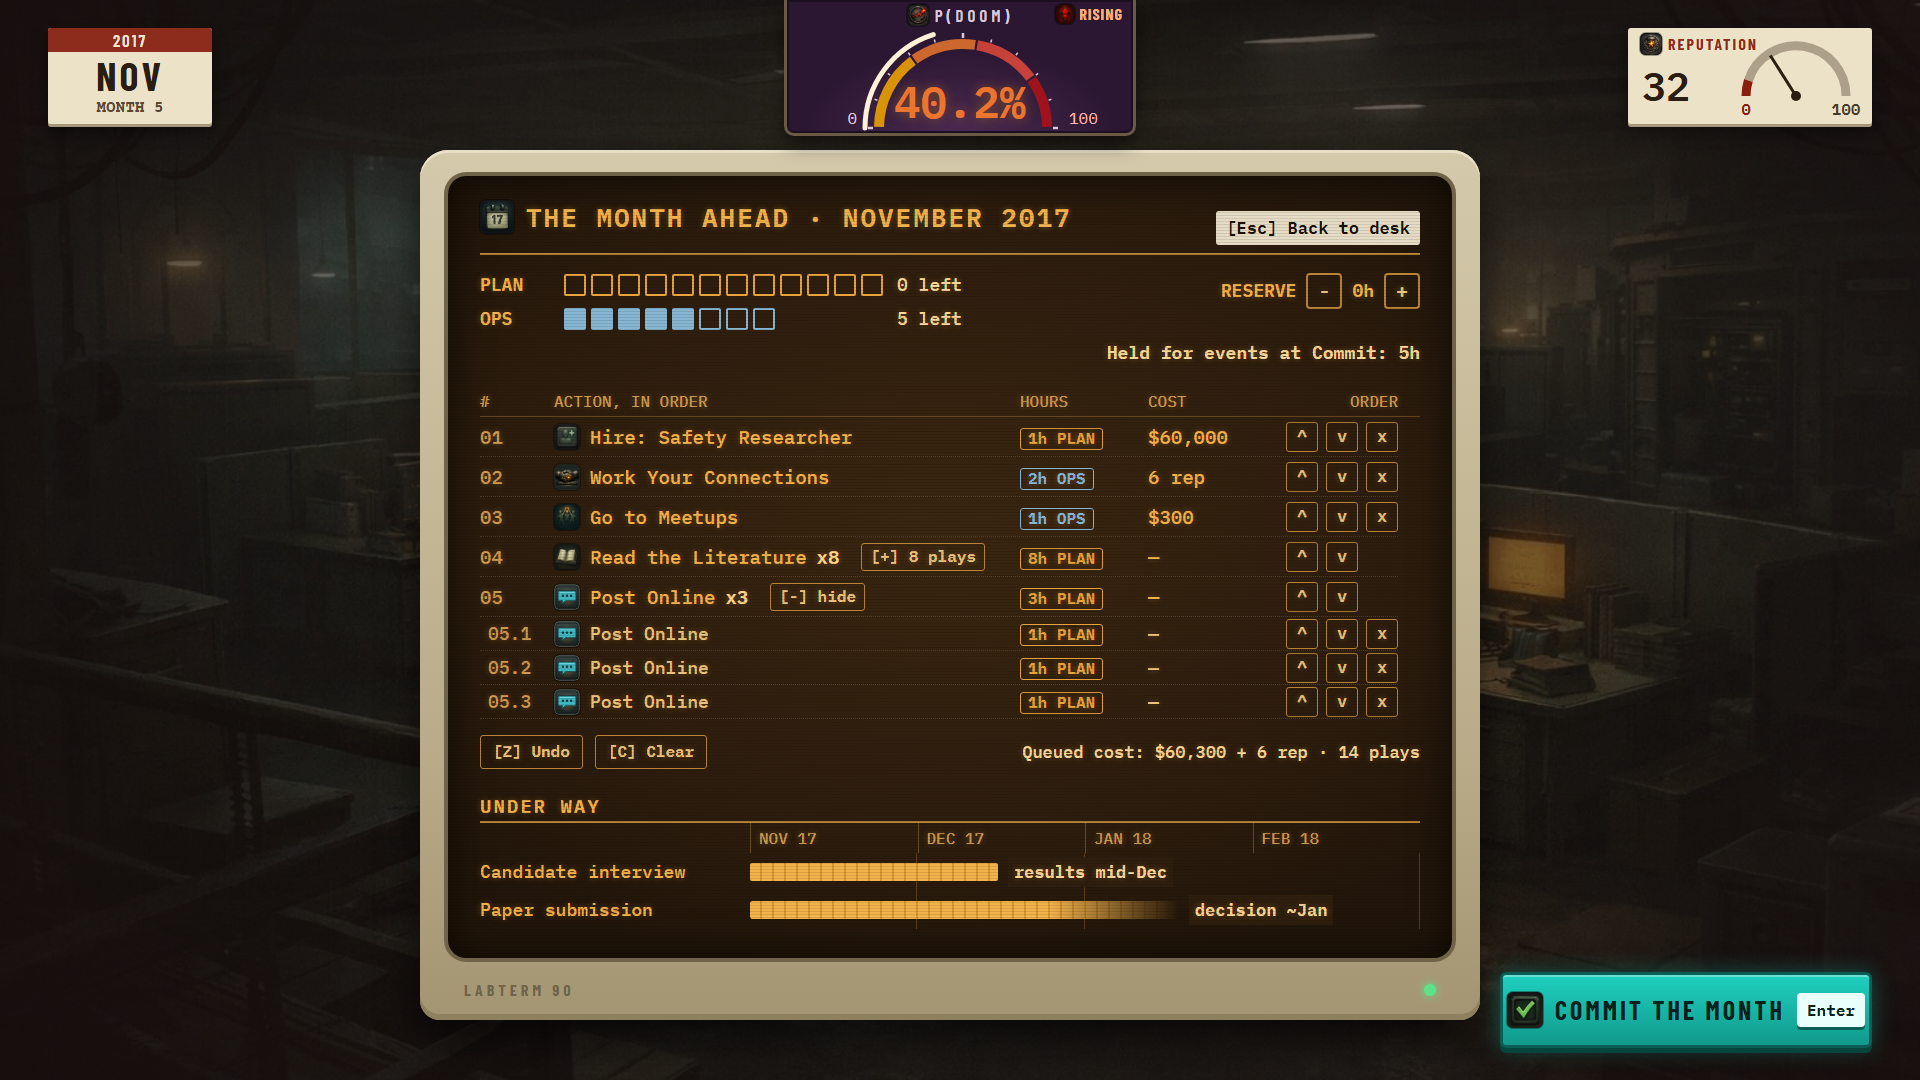 2017
NOV
MONTH 5
P(DOOM)
RISING
40.2%
0
100
REPUTATION
32
0
100
17
THE MONTH AHEAD · NOVEMBER 2017
[Esc] Back to desk
PLAN
0 left
RESERVE - 0h +
OPS
5 left
Held for events at Commit: 5h
# ACTION, IN ORDER HOURS COST ORDER
01 Hire: Safety Researcher 1h PLAN $60,000 ^ v x
02 Work Your Connections 2h OPS 6 rep ^ v x
03 Go to Meetups 1h OPS $300 ^ v x
04 Read the Literature x8 [+] 8 plays 8h PLAN — ^ v
05 Post Online x3 [-] hide 3h PLAN — ^ v
05.1 Post Online 1h PLAN — ^ v x
05.2 Post Online 1h PLAN — ^ v x
05.3 Post Online 1h PLAN — ^ v x
[Z] Undo [C] Clear Queued cost: $60,300 + 6 rep · 14 plays
UNDER WAY
NOV 17 DEC 17 JAN 18 FEB 18
Candidate interview results mid-Dec
Paper submission decision ~Jan
LABTERM 90
COMMIT THE MONTH Enter